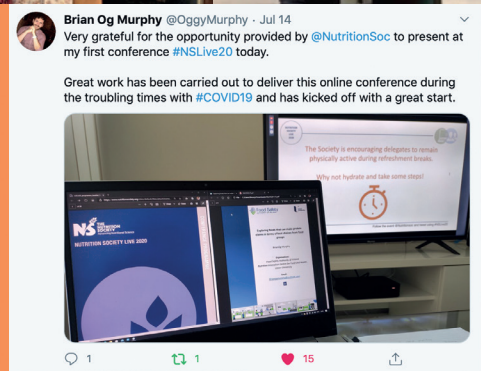 Brian Og Murphy @OggyMurphy · Jul 14
Very grateful for the opportunity provided by @NutritionSoc to present at
my first conference #NSLive20 today.
Great work has been carried out to deliver this online conference during
the troubling times with #COVID19 and has kicked off with a great start.
The Society is encouraging delegates to remain
physically active during refreshment breaks.
Why not hydrate and take some steps!
NS THE
NUTRITION
SOCIETY
NUTRITION SOCIETY LIVE 2020
1 1 15